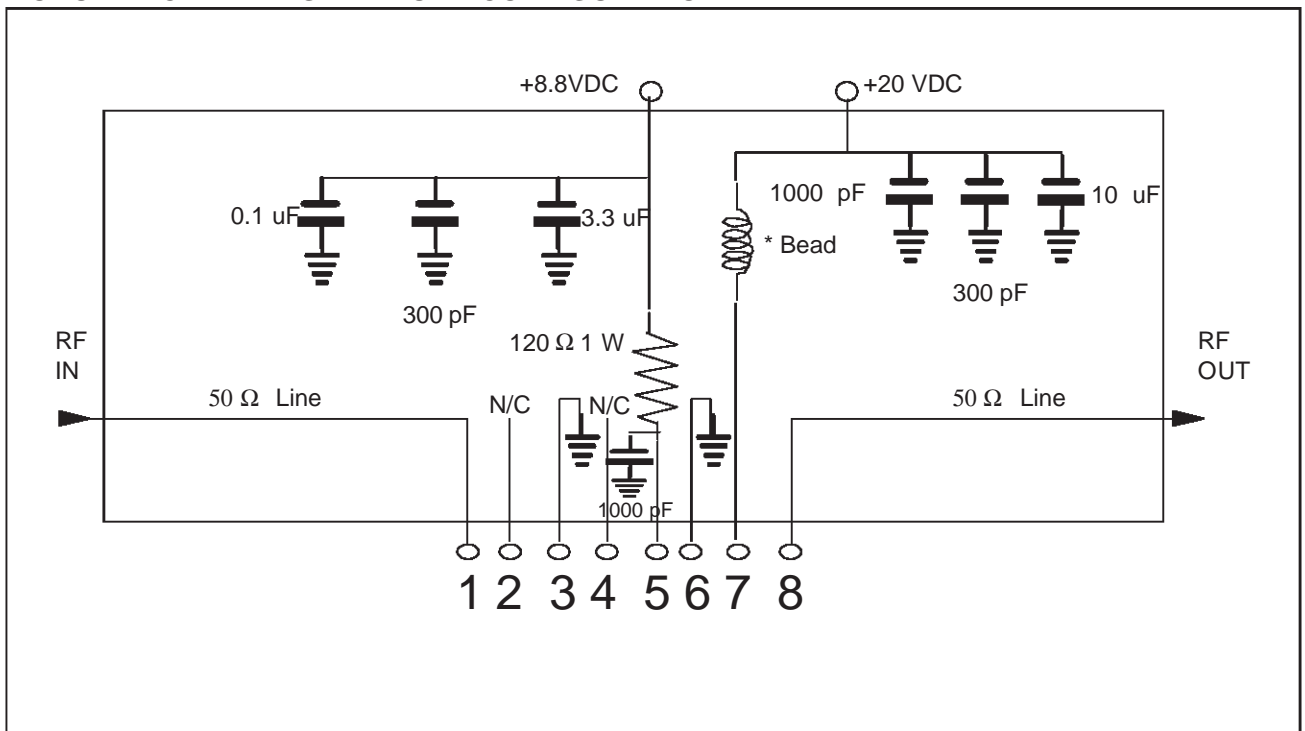 +8.8VDC
+20 VDC
0.1 uF
3.3 uF
1000 pF
10 uF
* Bead
300 pF
300 pF
120 Ω 1 W
RF
IN
RF
OUT
50 Ω Line
N/C
N/C
50 Ω Line
1000 pF
1 2 3 4 5 6 7 8